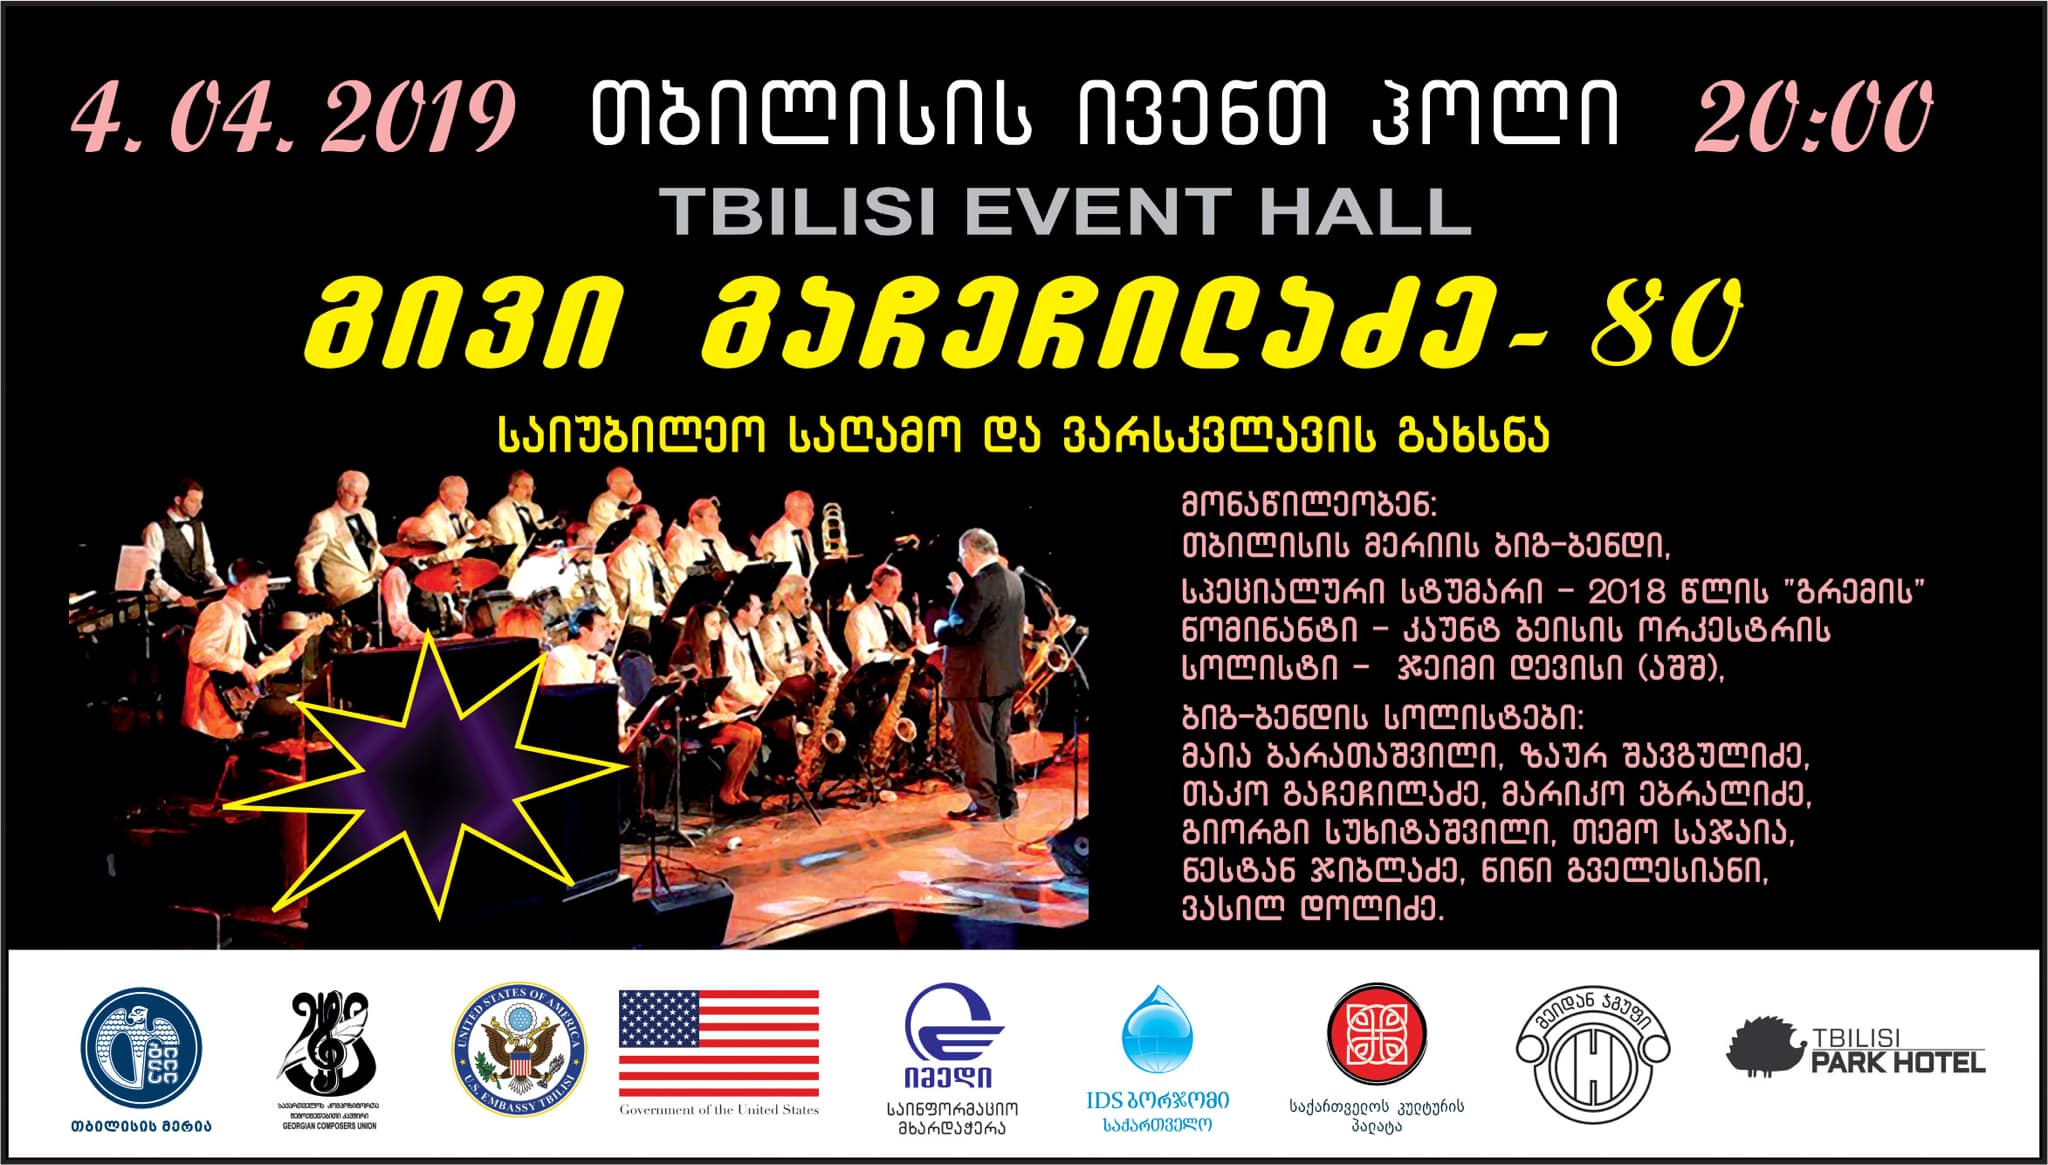 4.04.2019 თბილისის ივენთ ჰოლი 20:00
TBILISI EVENT HALL
გივი გაჩეჩილაძე - 80
საიუბილეო საღამო და ვარსკვლავის გახსნა
მონაწილეობენ:
თბილისის მერიის ბიგ-ბენდი,
სპეციალური სტუმარი - 2018 წლის "გრემის"
ნომინანტი - კაუნტ ბეისის ორკესტრის
სოლისტი - ჯეიმი დევისი (აშშ),
ბიგ-ბენდის სოლისტები:
მაია ბარათაშვილი, ზაურ შავგულიძე,
თაკო გაჩეჩილაძე, მარიკო ებრალიძე,
გიორგი სუხიტაშვილი, თემო საჯაია,
ნესტან ჯიბლაძე, ნინი გველესიანი,
ვასილ დოლიძე.
თბილისის მერია
საქართველოს კომპოზიტორთა
შემოქმედებითი კავშირი
GEORGIAN COMPOSERS UNION
UNITED STATES OF AMERICA
U.S. EMBASSY TBILISI
Government of the United States
იმედი
საინფორმაციო
მხარდაჭერა
IDS ბორჯომი
საქართველო
საქართველოს კულტურის
პალატა
მეიდან ჯგუფი
TBILISI
PARK HOTEL